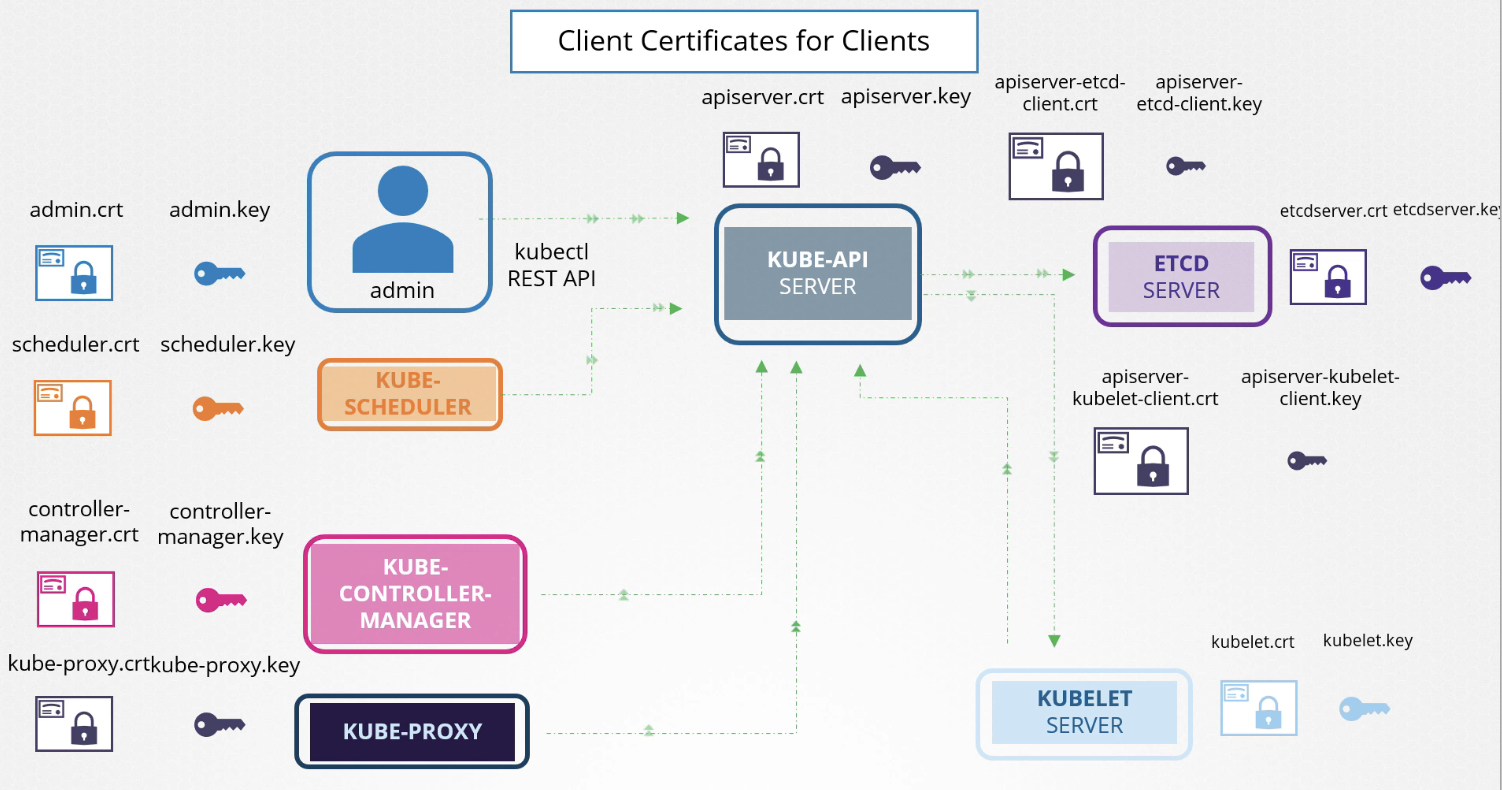 Client Certificates for Clients
apiserver.crt
apiserver.key
apiserver-etcd-
client.crt
apiserver-
etcd-client.key
admin.crt
admin.key
admin
kubectl
REST API
KUBE-API
SERVER
etcdserver.crt
etcdserver.key
ETCD
SERVER
scheduler.crt
scheduler.key
KUBE-
SCHEDULER
apiserver-
kubelet-client.crt
apiserver-kubelet-
client.key
controller-
manager.crt
controller-
manager.key
KUBE-
CONTROLLER-
MANAGER
kube-proxy.crt
kube-proxy.key
KUBE-PROXY
KUBELET
SERVER
kubelet.crt
kubelet.key